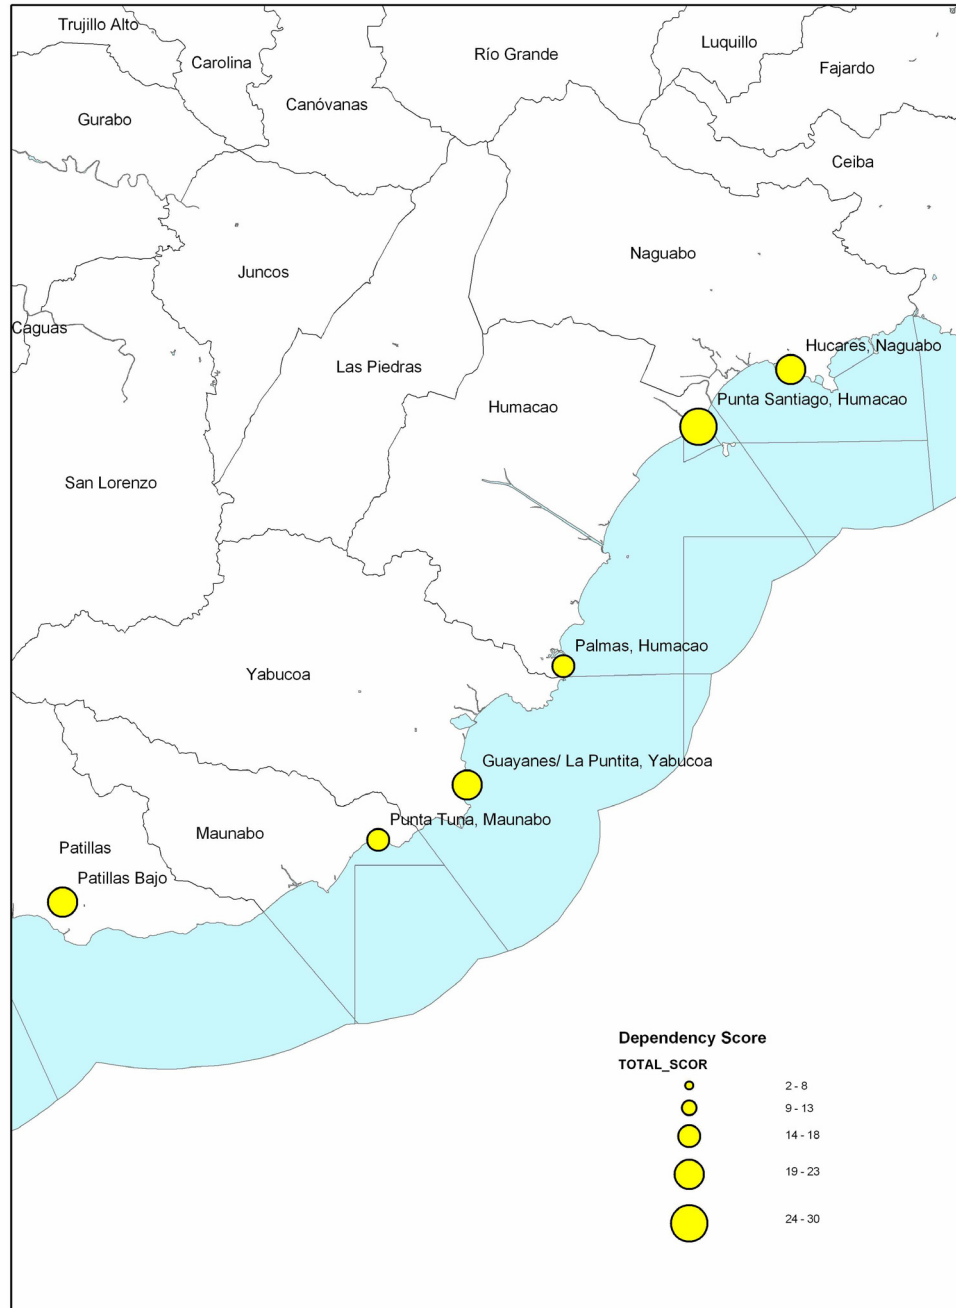 Trujillo Alto
Carolina
Río Grande
Luquillo
Fajardo
Canóvanas
Gurabo
Ceiba
Naguabo
Juncos
Caguas
Hucares, Naguabo
Las Piedras
Punta Santiago, Humacao
Humacao
San Lorenzo
Palmas, Humacao
Yabucoa
Guayanes/ La Puntita, Yabucoa
Punta Tuna, Maunabo
Maunabo
Patillas
Patillas Bajo
Dependency Score
TOTAL_SCOR
2 - 8
9 - 13
14 - 18
19 - 23
24 - 30